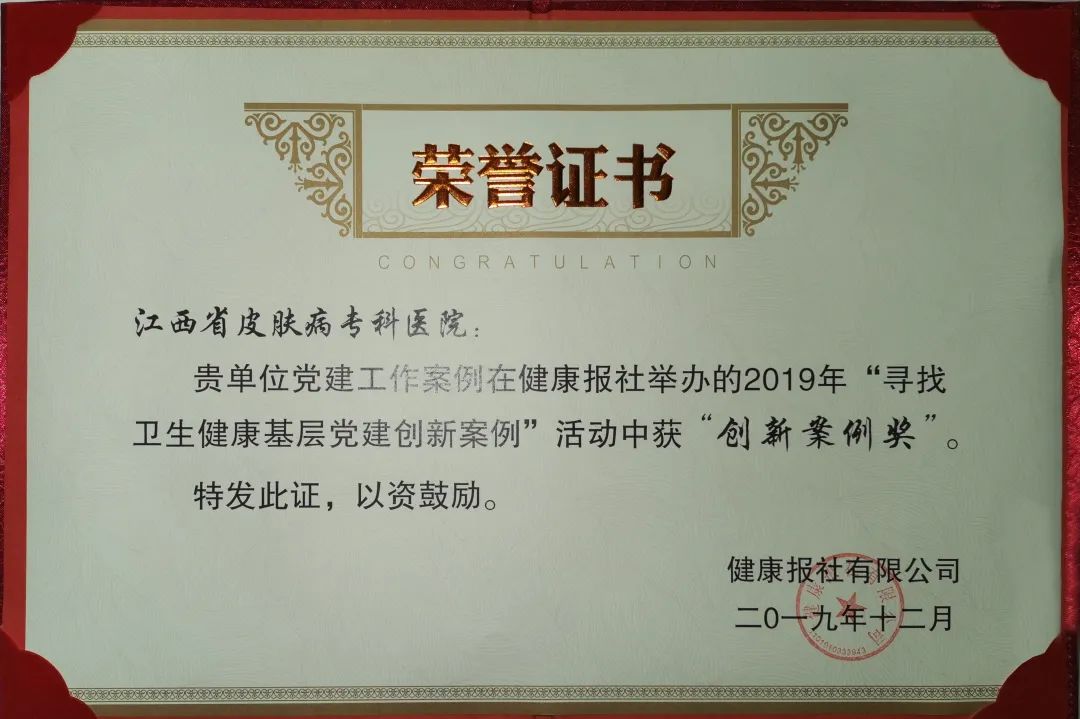 荣誉证书
CONGRATULATION
江西省皮肤病专科医院：
贵单位党建工作案例在健康报社举办的2019年“寻找
卫生健康基层党建创新案例”活动中获“创新案例奖”。
特发此证，以资鼓励。
健康报社有限公司
二0一九年十二月